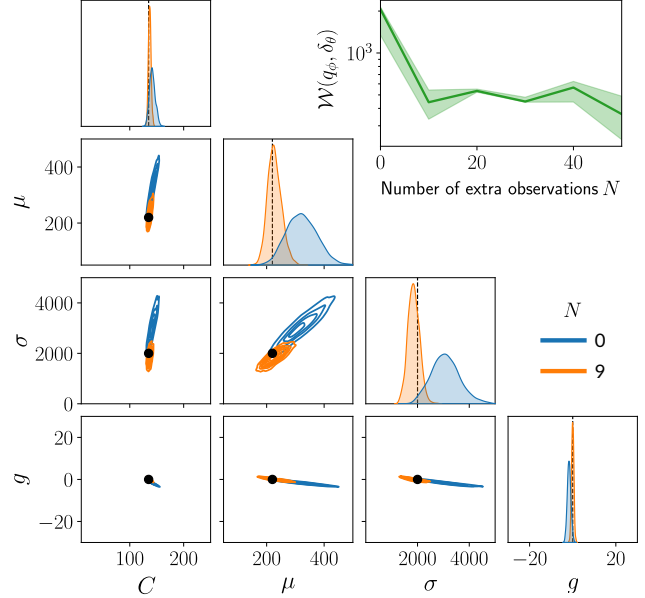 10³
𝒲(q_ϕ, δ_θ)
0 20 40
Number of extra observations N
400
200
μ
4000
2000
0
σ
N
0
9
20
0
−20
g
100 200
200 400
2000 4000
−20 20
C
μ
σ
g